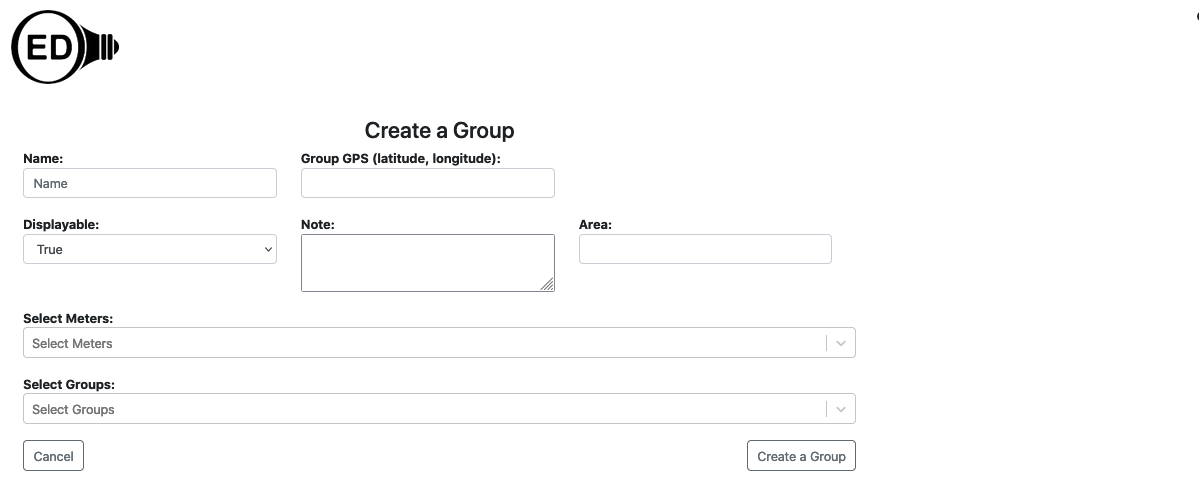 ED
Create a Group
Name: Group GPS (latitude, longitude):
Name
Displayable: Note: Area:
True
Select Meters:
Select Meters
Select Groups:
Select Groups
Cancel Create a Group